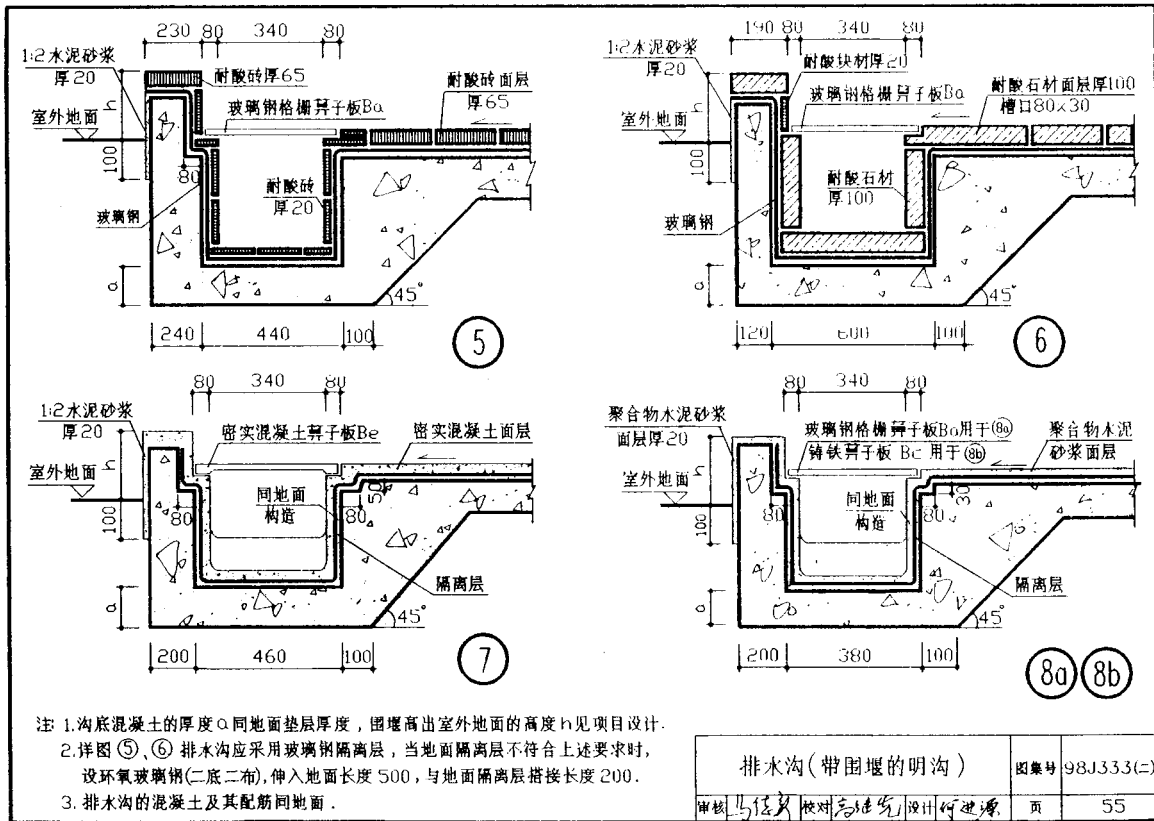 230 80 340 80
1:2水泥砂浆
厚20
耐酸砖厚65
玻璃钢格栅箅子板Ba
耐酸砖面层
厚65
h
室外地面
100
80
耐酸砖
厚20
玻璃钢
a
45°
240 440 100
5
190 80 340 80
1:2水泥砂浆
厚20
耐酸块材厚20
玻璃钢格栅箅子板Ba
耐酸石材面层厚100
槽口80×30
h
室外地面
100
耐酸石材
厚100
玻璃钢
a
45°
120 600 100
6
80 340 80
1:2水泥砂浆
厚20
密实混凝土箅子板Be
密实混凝土面层
h
室外地面
100
80
同地面
构造
80
50
隔离层
a
45°
200 460 100
7
80 340 80
聚合物水泥砂浆
面层厚20
玻璃钢格栅箅子板Ba用于8a
铸铁箅子板 Bc 用于8b
聚合物水泥
砂浆面层
h
室外地面
100
80
同地面
构造
80
30
隔离层
a
45°
200 380 100
8a 8b
注: 1.沟底混凝土的厚度a同地面垫层厚度,围堰高出室外地面的高度h见项目设计.
2.详图⑤、⑥排水沟应采用玻璃钢隔离层,当地面隔离层不符合上述要求时,
设环氧玻璃钢(二底二布),伸入地面长度500,与地面隔离层搭接长度200.
3.排水沟的混凝土及其配筋同地面.
排水沟(带围堰的明沟)
图集号 98J333(二)
审核 校对 设计 页 55